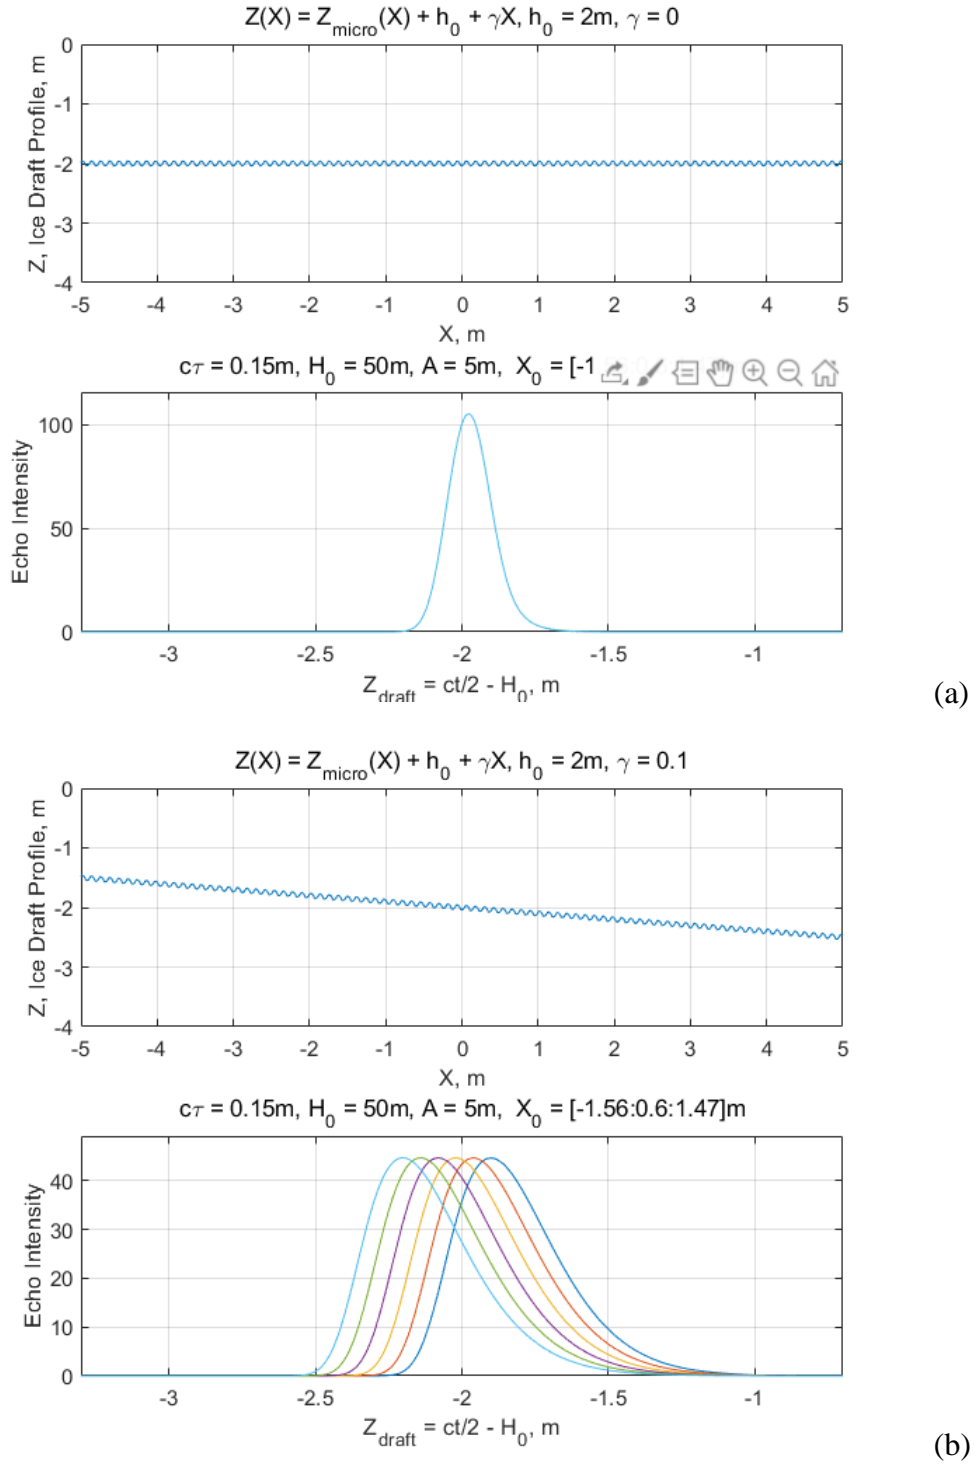 Z(X) = Z_micro(X) + h_0 + γX, h_0 = 2m, γ = 0
Z, Ice Draft Profile, m
0
-1
-2
-3
-4
-5 -4 -3 -2 -1 0 1 2 3 4 5
X, m
cτ = 0.15m, H_0 = 50m, A = 5m, X_0 = [-1
Echo Intensity
100
50
0
-3 -2.5 -2 -1.5 -1
Z_draft = ct/2 - H_0, m
(a)
Z(X) = Z_micro(X) + h_0 + γX, h_0 = 2m, γ = 0.1
Z, Ice Draft Profile, m
0
-1
-2
-3
-4
-5 -4 -3 -2 -1 0 1 2 3 4 5
X, m
cτ = 0.15m, H_0 = 50m, A = 5m, X_0 = [-1.56:0.6:1.47]m
Echo Intensity
40
30
20
10
0
-3 -2.5 -2 -1.5 -1
Z_draft = ct/2 - H_0, m
(b)